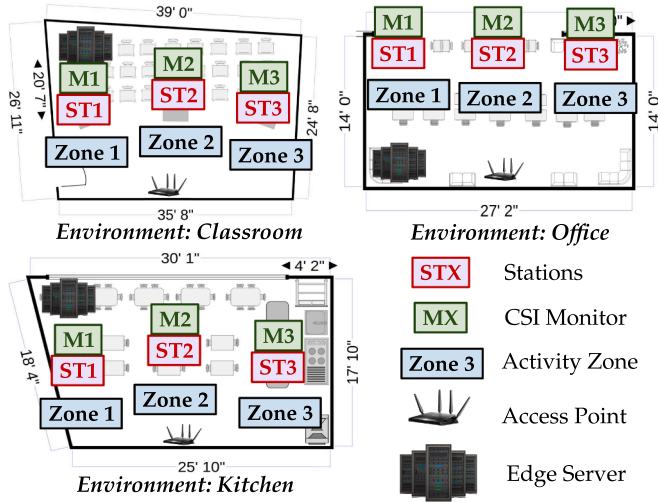 39' 0"
M1
M2
M3
ST1
ST2
ST3
20' 7"
26' 11"
24' 8"
Zone 1
Zone 2
Zone 3
35' 8"
Environment: Classroom
M1
M2
M3
ST1
ST2
ST3
Zone 1
Zone 2
Zone 3
14' 0"
14' 0"
27' 2"
Environment: Office
30' 1"
4' 2"
M1
M2
M3
ST1
ST2
ST3
18' 4"
17' 10"
Zone 1
Zone 2
Zone 3
25' 10"
Environment: Kitchen
STX Stations
MX CSI Monitor
Zone 3 Activity Zone
Access Point
Edge Server